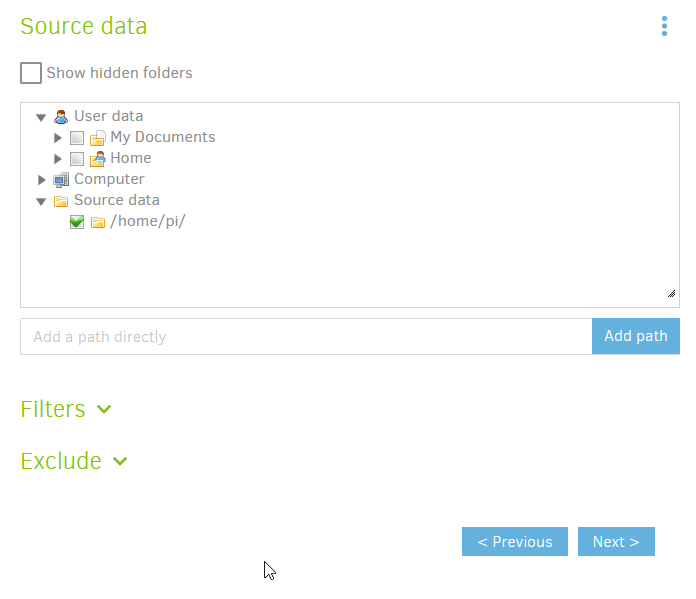 Source data
Show hidden folders
User data
My Documents
Home
Computer
Source data
/home/pi/
Add a path directly
Add path
Filters
Exclude
< Previous
Next >